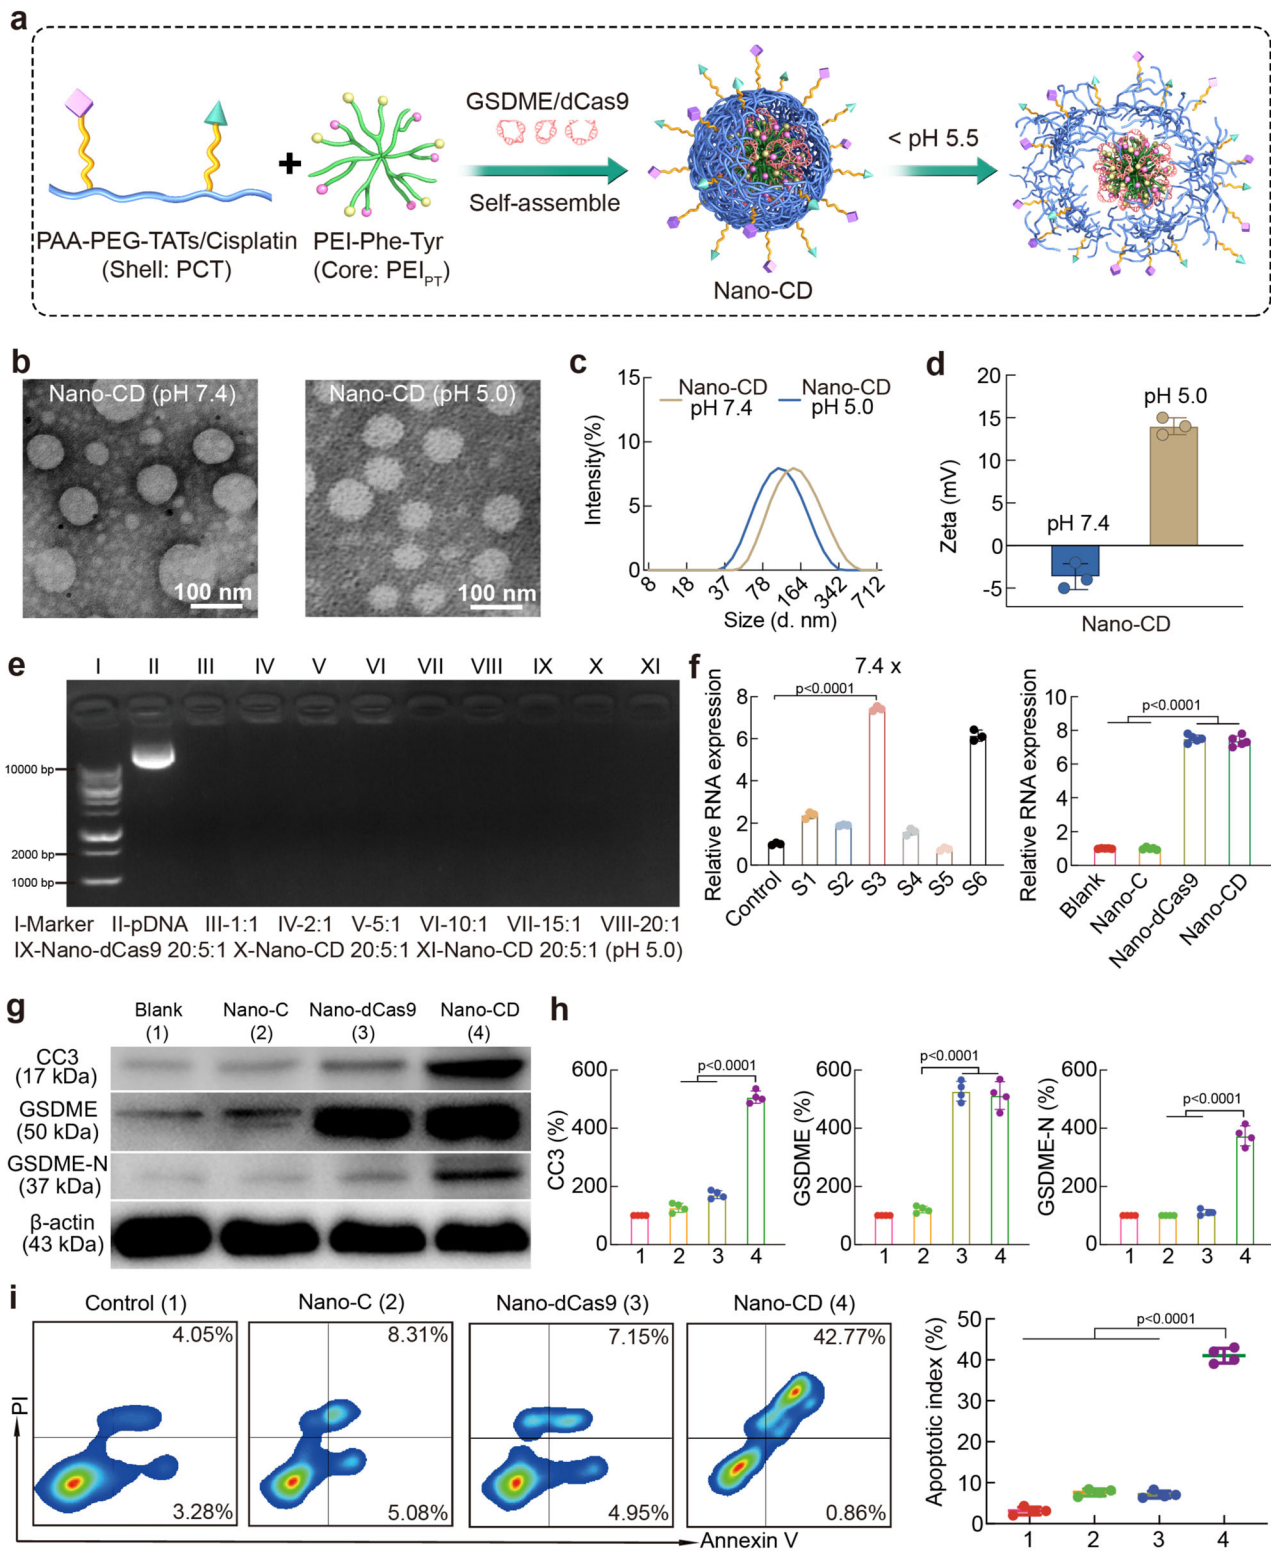 a
GSDME/dCas9
Self-assemble
< pH 5.5
PAA-PEG-TATs/Cisplatin
(Shell: PCT)
+
PEI-Phe-Tyr
(Core: PEIPT)
Nano-CD
b
Nano-CD (pH 7.4)
100 nm
Nano-CD (pH 5.0)
100 nm
c
Nano-CD
pH 7.4
Nano-CD
pH 5.0
Intensity(%)
15
10
5
0
8 18 37 78 164 342 712
Size (d. nm)
d
Zeta (mV)
20
15
10
5
0
-5
pH 7.4
pH 5.0
Nano-CD
e
I II III IV V VI VII VIII IX X XI
10000 bp
2000 bp
1000 bp
I-Marker II-pDNA III-1:1 IV-2:1 V-5:1 VI-10:1 VII-15:1 VIII-20:1
IX-Nano-dCas9 20:5:1 X-Nano-CD 20:5:1 XI-Nano-CD 20:5:1 (pH 5.0)
f
Relative RNA expression
8
6
4
2
0
p<0.0001
7.4 x
Control S1 S2 S3 S4 S5 S6
Relative RNA expression
10
8
6
4
2
0
p<0.0001
Blank Nano-C Nano-dCas9 Nano-CD
g
Blank Nano-C Nano-dCas9 Nano-CD
(1) (2) (3) (4)
CC3
(17 kDa)
GSDME
(50 kDa)
GSDME-N
(37 kDa)
β-actin
(43 kDa)
h
CC3 (%)
600
400
200
0
p<0.0001
1 2 3 4
GSDME (%)
600
400
200
0
p<0.0001
1 2 3 4
GSDME-N (%)
600
400
200
0
p<0.0001
1 2 3 4
i
Control (1)
4.05%
3.28%
Nano-C (2)
8.31%
5.08%
Nano-dCas9 (3)
7.15%
4.95%
Nano-CD (4)
42.77%
0.86%
PI
Annexin V
Apoptotic index (%)
50
40
30
20
10
0
p<0.0001
1 2 3 4